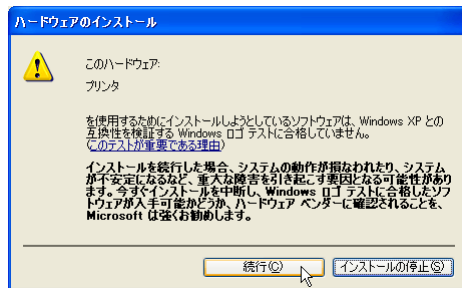 ハードウェアのインストール
このハードウェア:
プリンタ
を使用するためにインストールしようとしているソフトウェアは、Windows XP との
互換性を検証する Windows ロゴ テストに合格していません。
(このテストが重要である理由)
インストールを続行した場合、システムの動作が損なわれたり、システム
が不安定になるなど、重大な障害を引き起こす要因となる可能性があり
ます。今すぐインストールを中断し、Windows ロゴ テストに合格したソフ
トウェアが入手可能かどうか、ハードウェア ベンダーに確認されることを、
Microsoft は強くお勧めします。
続行(C)
インストールの停止(S)